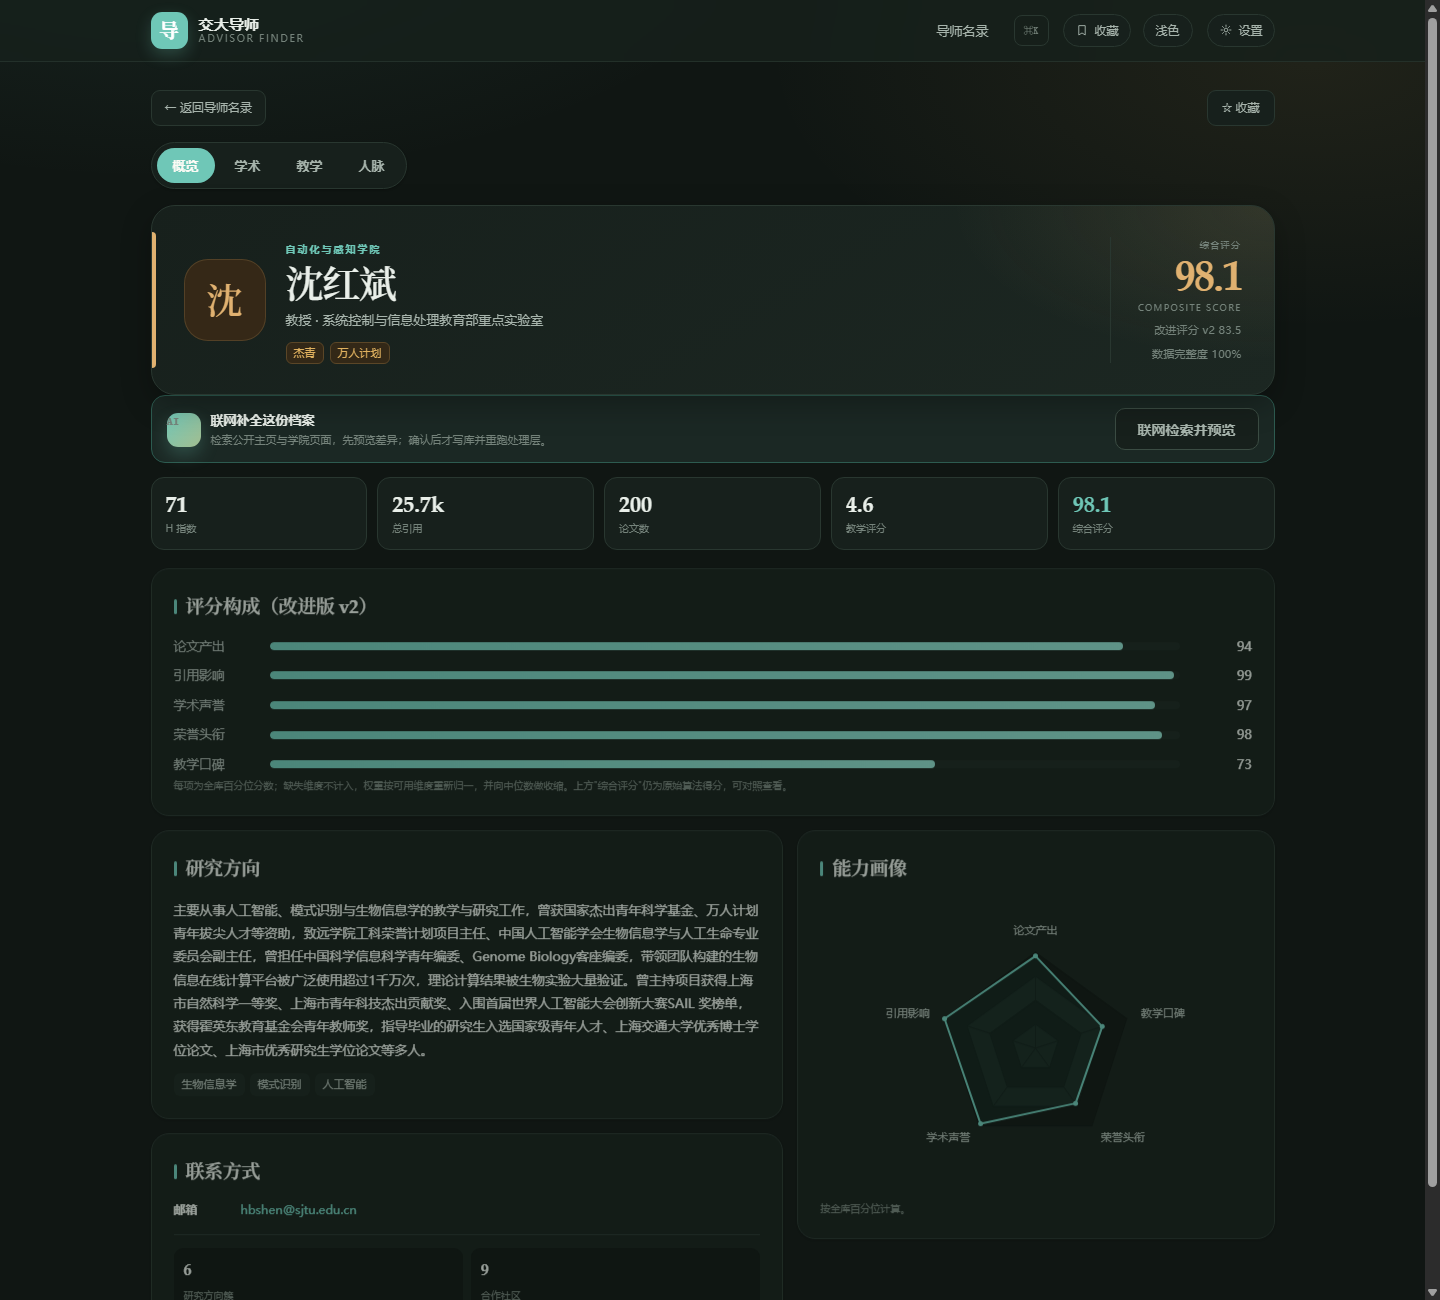 导
交大导师
ADVISOR FINDER
导师名录
⌘K
收藏
浅色
设置
← 返回导师名录
☆ 收藏
概览
学术
教学
人脉
沈
自动化与感知学院
沈红斌
教授 · 系统控制与信息处理教育部重点实验室
杰青
万人计划
综合评分
98.1
COMPOSITE SCORE
改进评分 v2 83.5
数据完整度 100%
AI
联网补全这份档案
检索公开主页与学院页面，先预览差异；确认后才写库并重跑处理层。
联网检索并预览
71
H 指数
25.7k
总引用
200
论文数
4.6
教学评分
98.1
综合评分
评分构成（改进版 v2）
论文产出 94
引用影响 99
学术声誉 97
荣誉头衔 98
教学口碑 73
每项为全库百分位分数；缺失维度不计入，权重按可用维度重新归一，并向中位数做收缩。上方“综合评分”仍为原始算法得分，可对照查看。
研究方向
主要从事人工智能、模式识别与生物信息学的教学与研究工作，曾获国家杰出青年科学基金、万人计划
青年拔尖人才等资助，致远学院工科荣誉计划项目主任、中国人工智能学会生物信息学与人工生命专业
委员会副主任，曾担任中国科学信息科学青年编委、Genome Biology客座编委，带领团队构建的生物
信息在线计算平台被广泛使用超过1千万次，理论计算结果被生物实验大量验证。曾主持项目获得上海
市自然科学一等奖、上海市青年科技杰出贡献奖、入围首届世界人工智能大会创新大赛SAIL 奖榜单，
获得霍英东教育基金会青年教师奖，指导毕业的研究生入选国家级青年人才、上海交通大学优秀博士学
位论文、上海市优秀研究生学位论文等多人。
生物信息学
模式识别
人工智能
能力画像
论文产出
引用影响
教学口碑
学术声誉
荣誉头衔
按全库百分位计算。
联系方式
邮箱 hbshen@sjtu.edu.cn
6
研究方向簇
9
合作社区